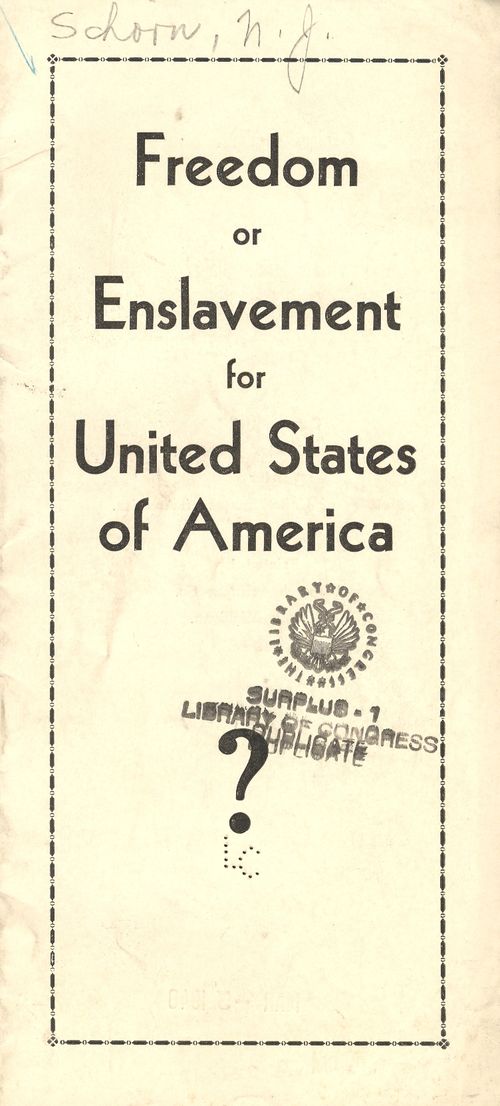 Schorn, N.J.
Freedom
or
Enslavement
for
United States
of America
THE LIBRARY OF CONGRESS
SURPLUS - 1
LIBRARY OF CONGRESS
DUPLICATE
?
LC